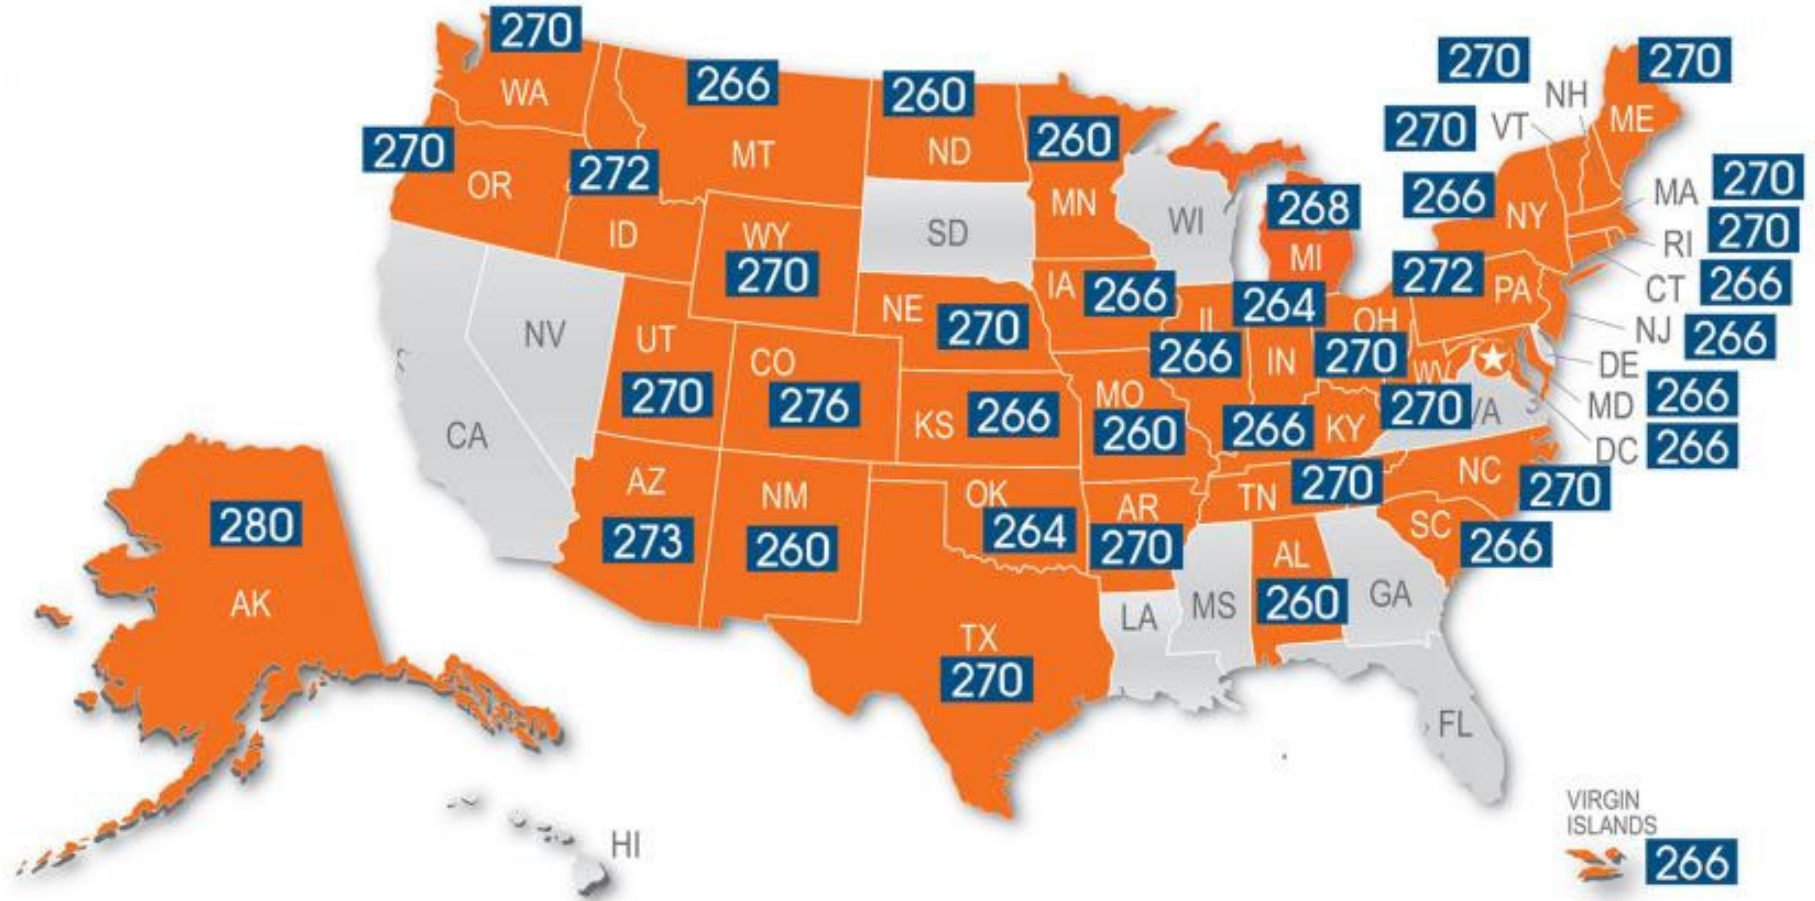 270
WA
270
OR
266
MT
272
ID
260
ND
260
MN
SD
WI
268
MI
WY
270
NE
270
IA
266
IL
266
264
IN
OH
270
NV
UT
270
CO
276
KS
266
MO
260
266
KY
CA
AZ
273
NM
260
OK
264
AR
270
TN
270
TX
270
LA
MS
AL
260
GA
FL
270
NH
270
VT
270
ME
266
NY
MA
270
RI
270
CT
266
272
PA
NJ
266
DE
MD
266
DC
266
WV
270
VA
NC
270
SC
266
280
AK
HI
VIRGIN
ISLANDS
266